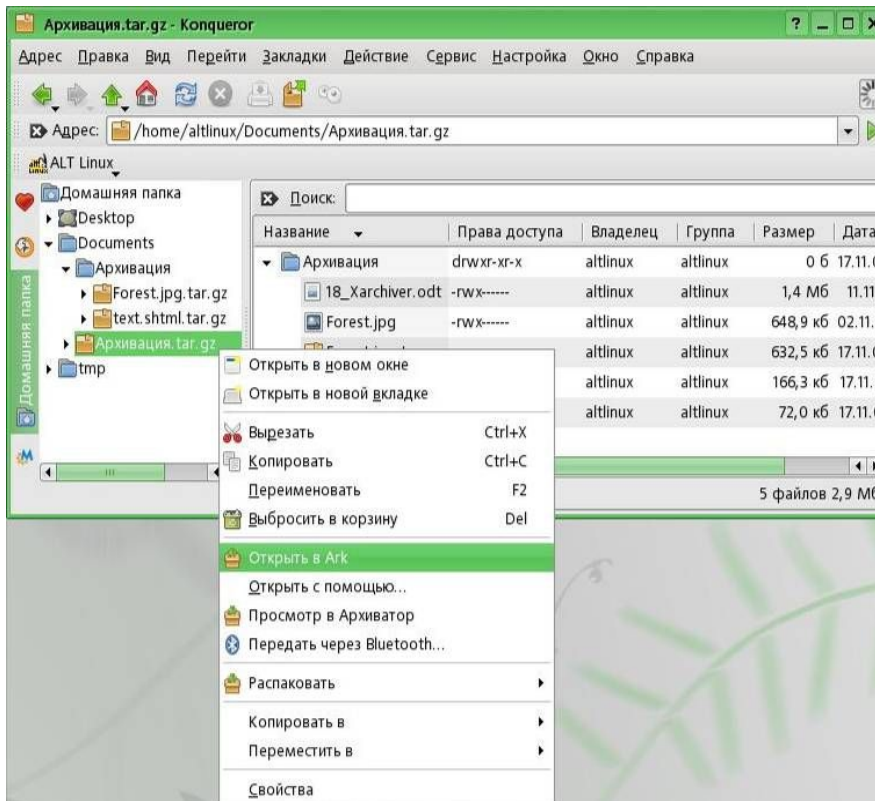 Архивация.tar.gz - Konqueror
Адрес Правка Вид Перейти Закладки Действие Сервис Настройка Окно Справка
Адрес: /home/altlinux/Documents/Архивация.tar.gz
ALT Linux
Домашняя папка
Домашняя папка
Desktop
Documents
Архивация
Forest.jpg.tar.gz
text.shtml.tar.gz
Архивация.tar.gz
tmp
Поиск:
Название Права доступа Владелец Группа Размер Дата
Архивация drwxr-xr-x altlinux altlinux 0 б 17.11.
18_Xarchiver.odt -rwx------ altlinux altlinux 1,4 Мб 11.11
Forest.jpg -rwx------ altlinux altlinux 648,9 кб 02.11.
altlinux altlinux 632,5 кб 17.11.
altlinux altlinux 166,3 кб 17.11.
altlinux altlinux 72,0 кб 17.11.
5 файлов 2,9 Мб
Открыть в новом окне
Открыть в новой вкладке
Вырезать Ctrl+X
Копировать Ctrl+C
Переименовать F2
Выбросить в корзину Del
Открыть в Ark
Открыть с помощью...
Просмотр в Архиватор
Передать через Bluetooth...
Распаковать
Копировать в
Переместить в
Свойства